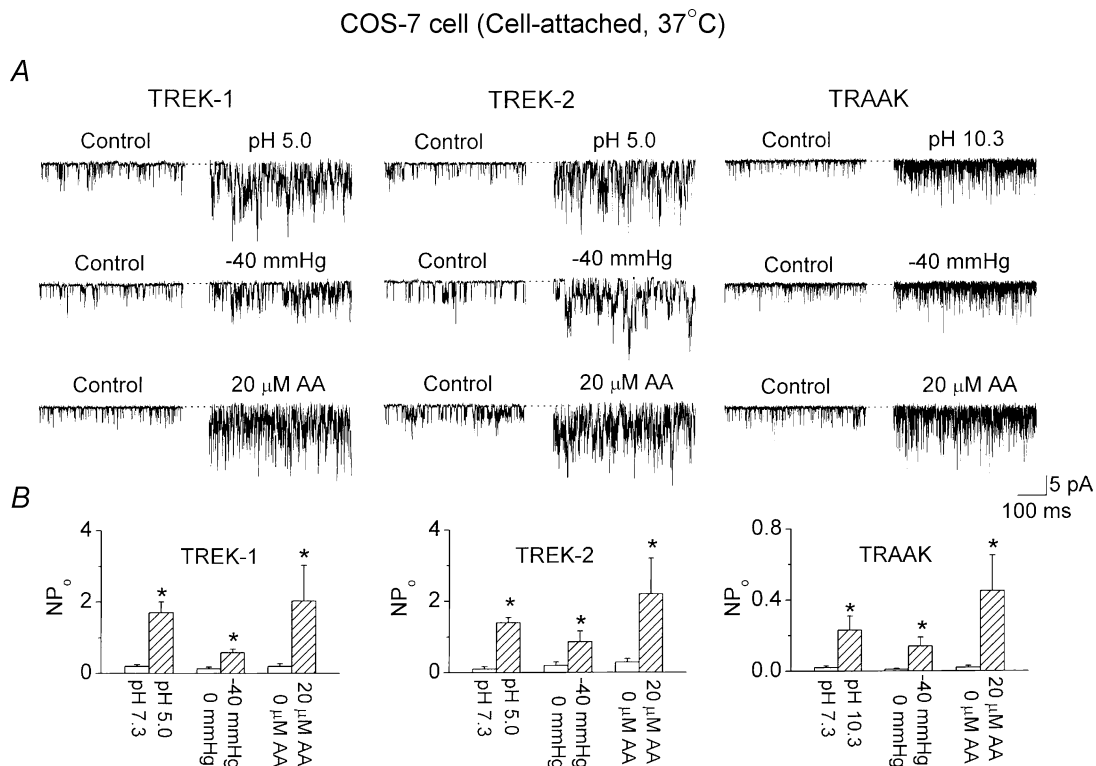 COS-7 cell (Cell-attached, 37°C)
A
TREK-1 TREK-2 TRAAK
Control pH 5.0 Control pH 5.0 Control pH 10.3
Control -40 mmHg Control -40 mmHg Control -40 mmHg
Control 20 μM AA Control 20 μM AA Control 20 μM AA
5 pA
100 ms
B
4
2
0
NPo
TREK-1
* * *
pH 7.3
pH 5.0
0 mmHg
-40 mmHg
0 μM AA
20 μM AA
4
2
0
NPo
TREK-2
* * *
pH 7.3
pH 5.0
0 mmHg
-40 mmHg
0 μM AA
20 μM AA
0.8
0.4
0.0
NPo
TRAAK
* * *
pH 7.3
pH 10.3
0 mmHg
-40 mmHg
0 μM AA
20 μM AA